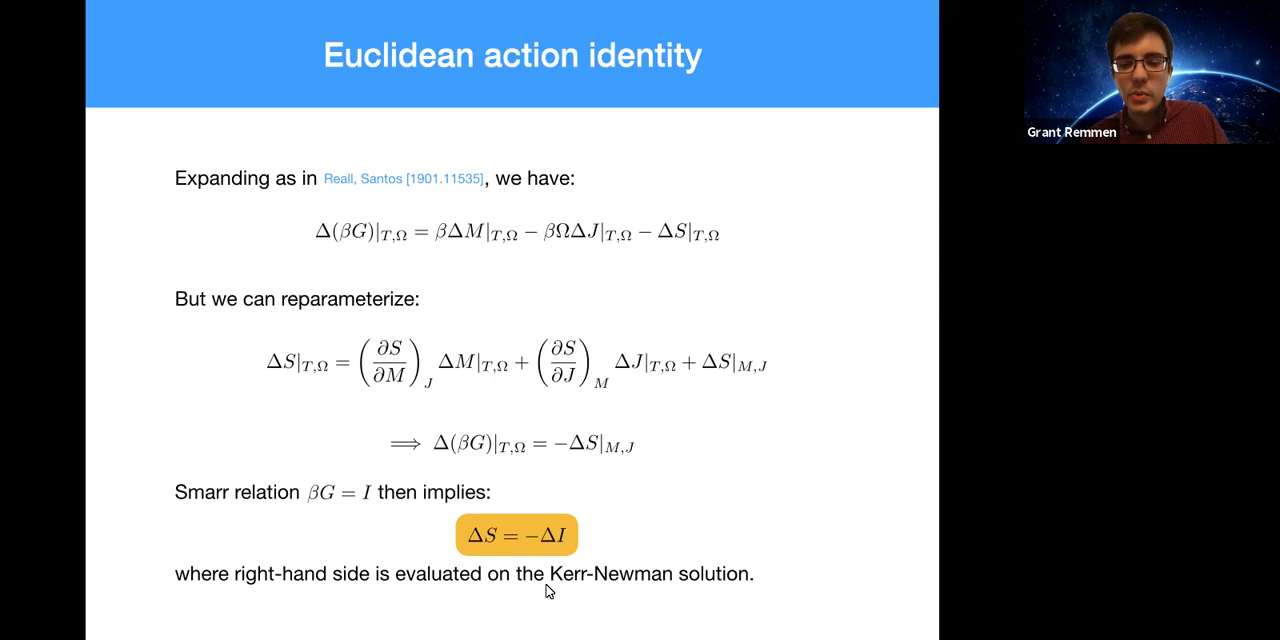 Euclidean action identity
Grant Remmen
Expanding as in Reall, Santos [1901.11535], we have:
Δ(βG)|_{T,Ω} = βΔM|_{T,Ω} − βΩΔJ|_{T,Ω} − ΔS|_{T,Ω}
But we can reparameterize:
ΔS|_{T,Ω} = (∂S/∂M)_J ΔM|_{T,Ω} + (∂S/∂J)_M ΔJ|_{T,Ω} + ΔS|_{M,J}
⟹ Δ(βG)|_{T,Ω} = −ΔS|_{M,J}
Smarr relation βG = I then implies:
ΔS = −ΔI
where right-hand side is evaluated on the Kerr-Newman solution.